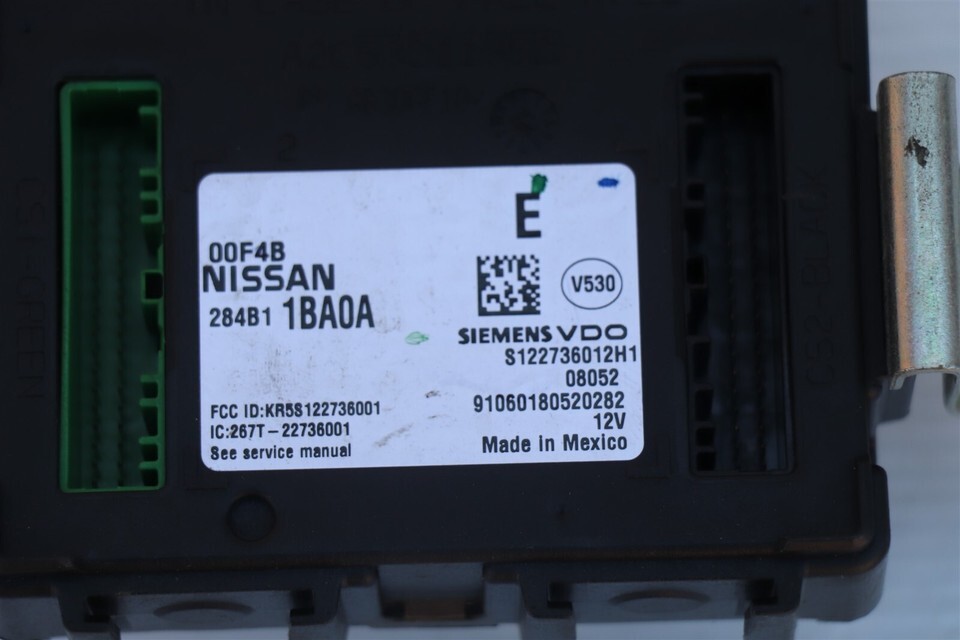 E
00F4B
NISSAN
284B1 1BA0A
V530
SIEMENS VDO
S122736012H1
08052
91060180520282
12V
Made in Mexico
FCC ID:KR5S122736001
IC:267T-22736001
See service manual